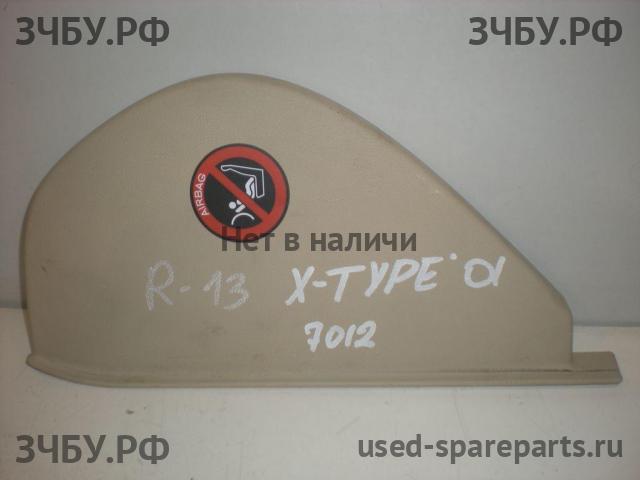 ЗЧБУ.РФ
ЗЧБУ.РФ
AIRBAG
Нет в наличи
R-13 X-TYPE'01
7012
ЗЧБУ.РФ
used-spareparts.ru